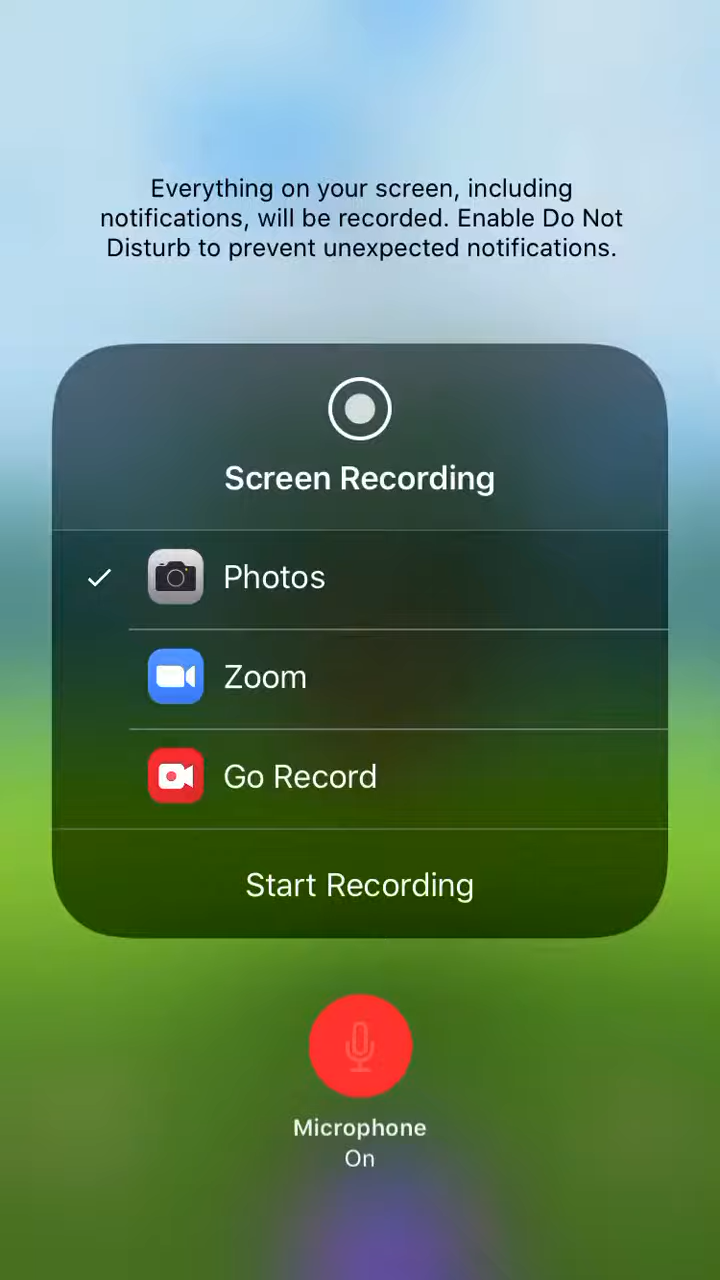 Everything on your screen, including
notifications, will be recorded. Enable Do Not
Disturb to prevent unexpected notifications.
Screen Recording
Photos
Zoom
Go Record
Start Recording
Microphone
On